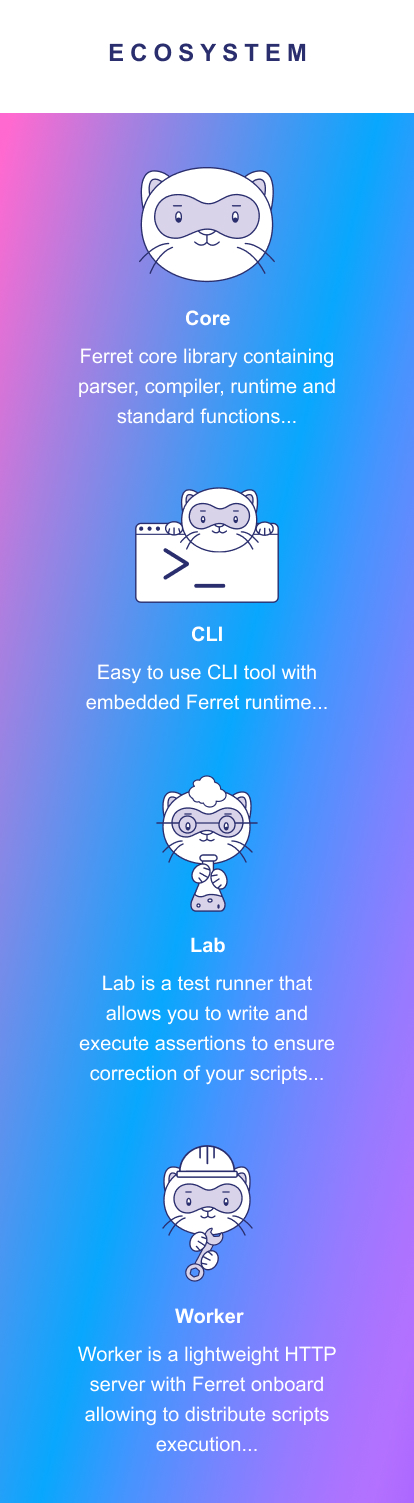 ECOSYSTEM
Core
Ferret core library containing
parser, compiler, runtime and
standard functions...
>_
CLI
Easy to use CLI tool with
embedded Ferret runtime...
Lab
Lab is a test runner that
allows you to write and
execute assertions to ensure
correction of your scripts...
Worker
Worker is a lightweight HTTP
server with Ferret onboard
allowing to distribute scripts
execution...